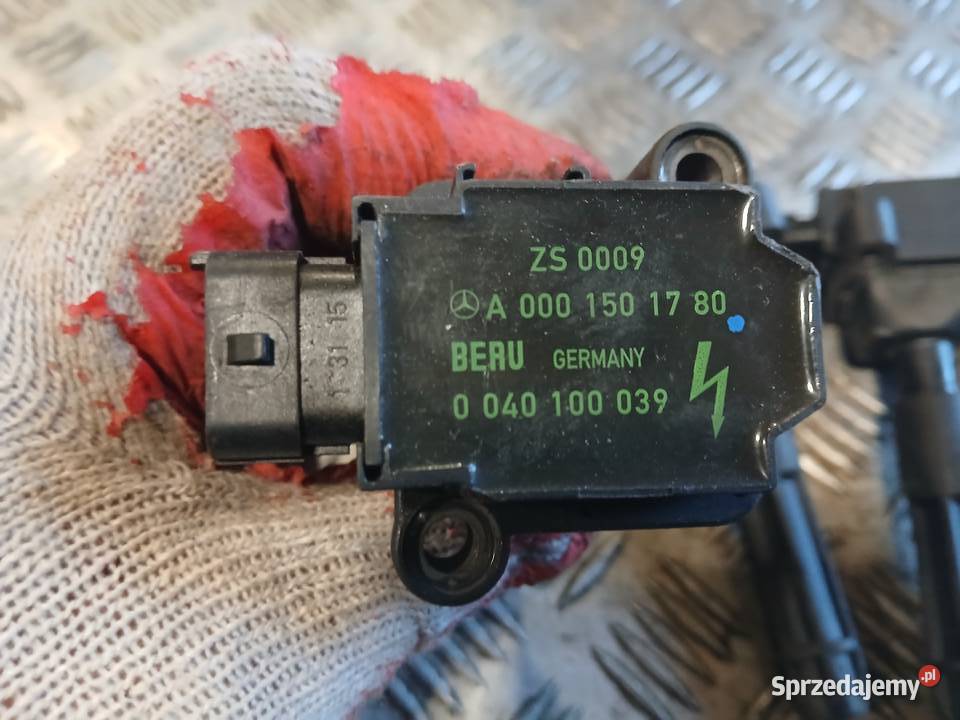 ZS 0009
A 000 150 17 80
BERU GERMANY
0 040 100 039
Sprzedajemy.pl